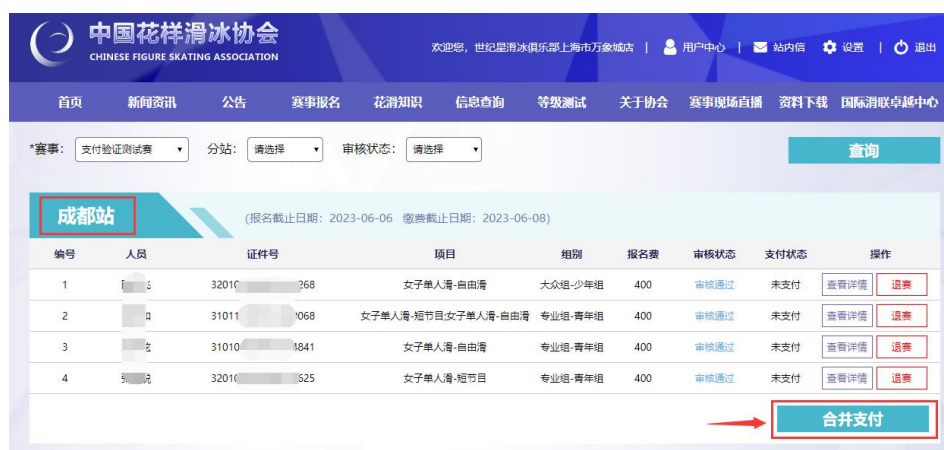 中国花样滑冰协会
CHINESE FIGURE SKATING ASSOCIATION
欢迎您，世纪星滑冰俱乐部上海市万象城店 | 用户中心 | 站内信 设置 | 退出
首页 新闻资讯 公告 赛事报名 花滑知识 信息查询 等级测试 关于协会 赛事现场直播 资料下载 国际滑联卓越中心
*赛事： 支付验证测试赛 分站： 请选择 审核状态： 请选择 查询
成都站 (报名截止日期：2023-06-06 缴费截止日期：2023-06-08)
编号 人员 证件号 项目 组别 报名费 审核状态 支付状态 操作
1 32010 268 女子单人滑-自由滑 大众组-少年组 400 审核通过 未支付 查看详情 退赛
2 31011 068 女子单人滑-短节目;女子单人滑-自由滑 专业组-青年组 400 审核通过 未支付 查看详情 退赛
3 31010 841 女子单人滑-自由滑 专业组-青年组 400 审核通过 未支付 查看详情 退赛
4 3201 525 女子单人滑-短节目 专业组-青年组 400 审核通过 未支付 查看详情 退赛
合并支付